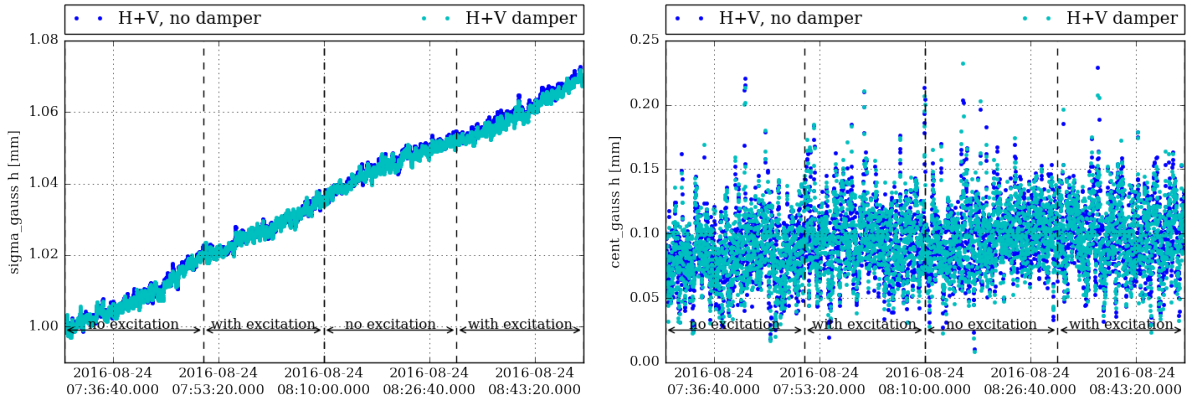 H+V, no damper
H+V damper
1.08
1.06
1.04
1.02
1.00
sigma_gauss h [mm]
no excitation
with excitation
no excitation
with excitation
2016-08-24
07:36:40.000
2016-08-24
07:53:20.000
2016-08-24
08:10:00.000
2016-08-24
08:26:40.000
2016-08-24
08:43:20.000
H+V, no damper
H+V damper
0.25
0.20
0.15
0.10
0.05
0.00
cent_gauss h [mm]
no excitation
with excitation
no excitation
with excitation
2016-08-24
07:36:40.000
2016-08-24
07:53:20.000
2016-08-24
08:10:00.000
2016-08-24
08:26:40.000
2016-08-24
08:43:20.000